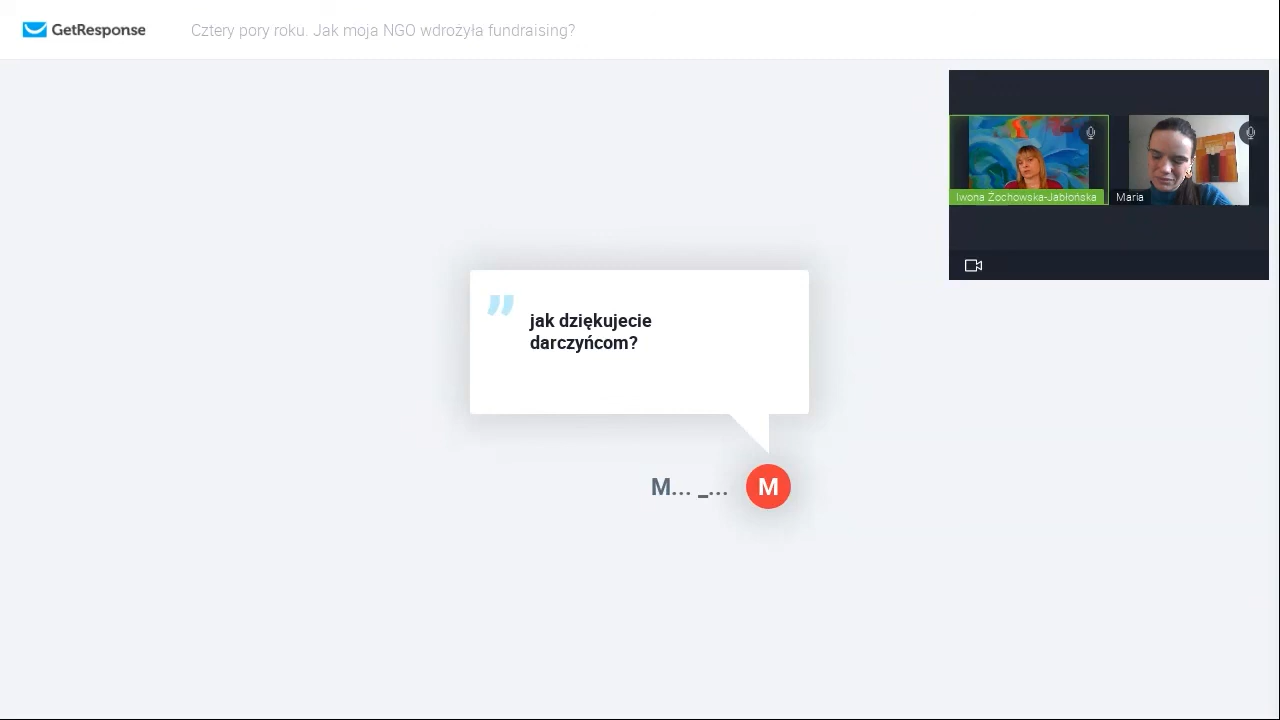 GetResponse
Cztery pory roku. Jak moja NGO wdrożyła fundraising?
Iwona Żochowska-Jabłońska
Maria
jak dziękujecie
darczyńcom?
M... _...
M